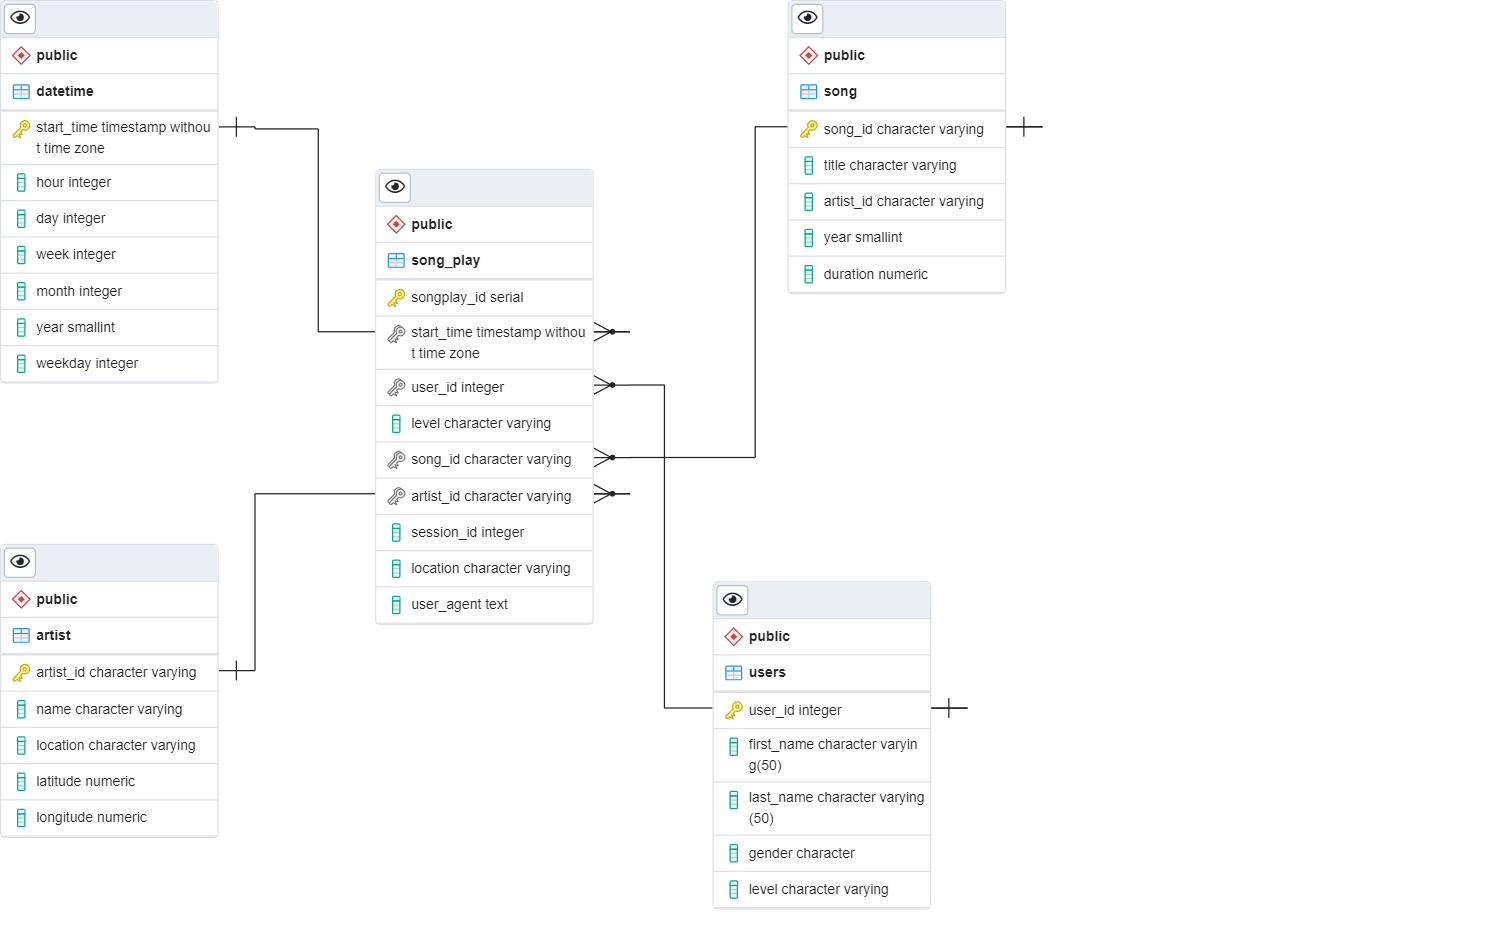 public
datetime
start_time timestamp withou
t time zone
hour integer
day integer
week integer
month integer
year smallint
weekday integer
public
song_play
songplay_id serial
start_time timestamp withou
t time zone
user_id integer
level character varying
song_id character varying
artist_id character varying
session_id integer
location character varying
user_agent text
public
song
song_id character varying
title character varying
artist_id character varying
year smallint
duration numeric
public
artist
artist_id character varying
name character varying
location character varying
latitude numeric
longitude numeric
public
users
user_id integer
first_name character varyin
g(50)
last_name character varying
(50)
gender character
level character varying